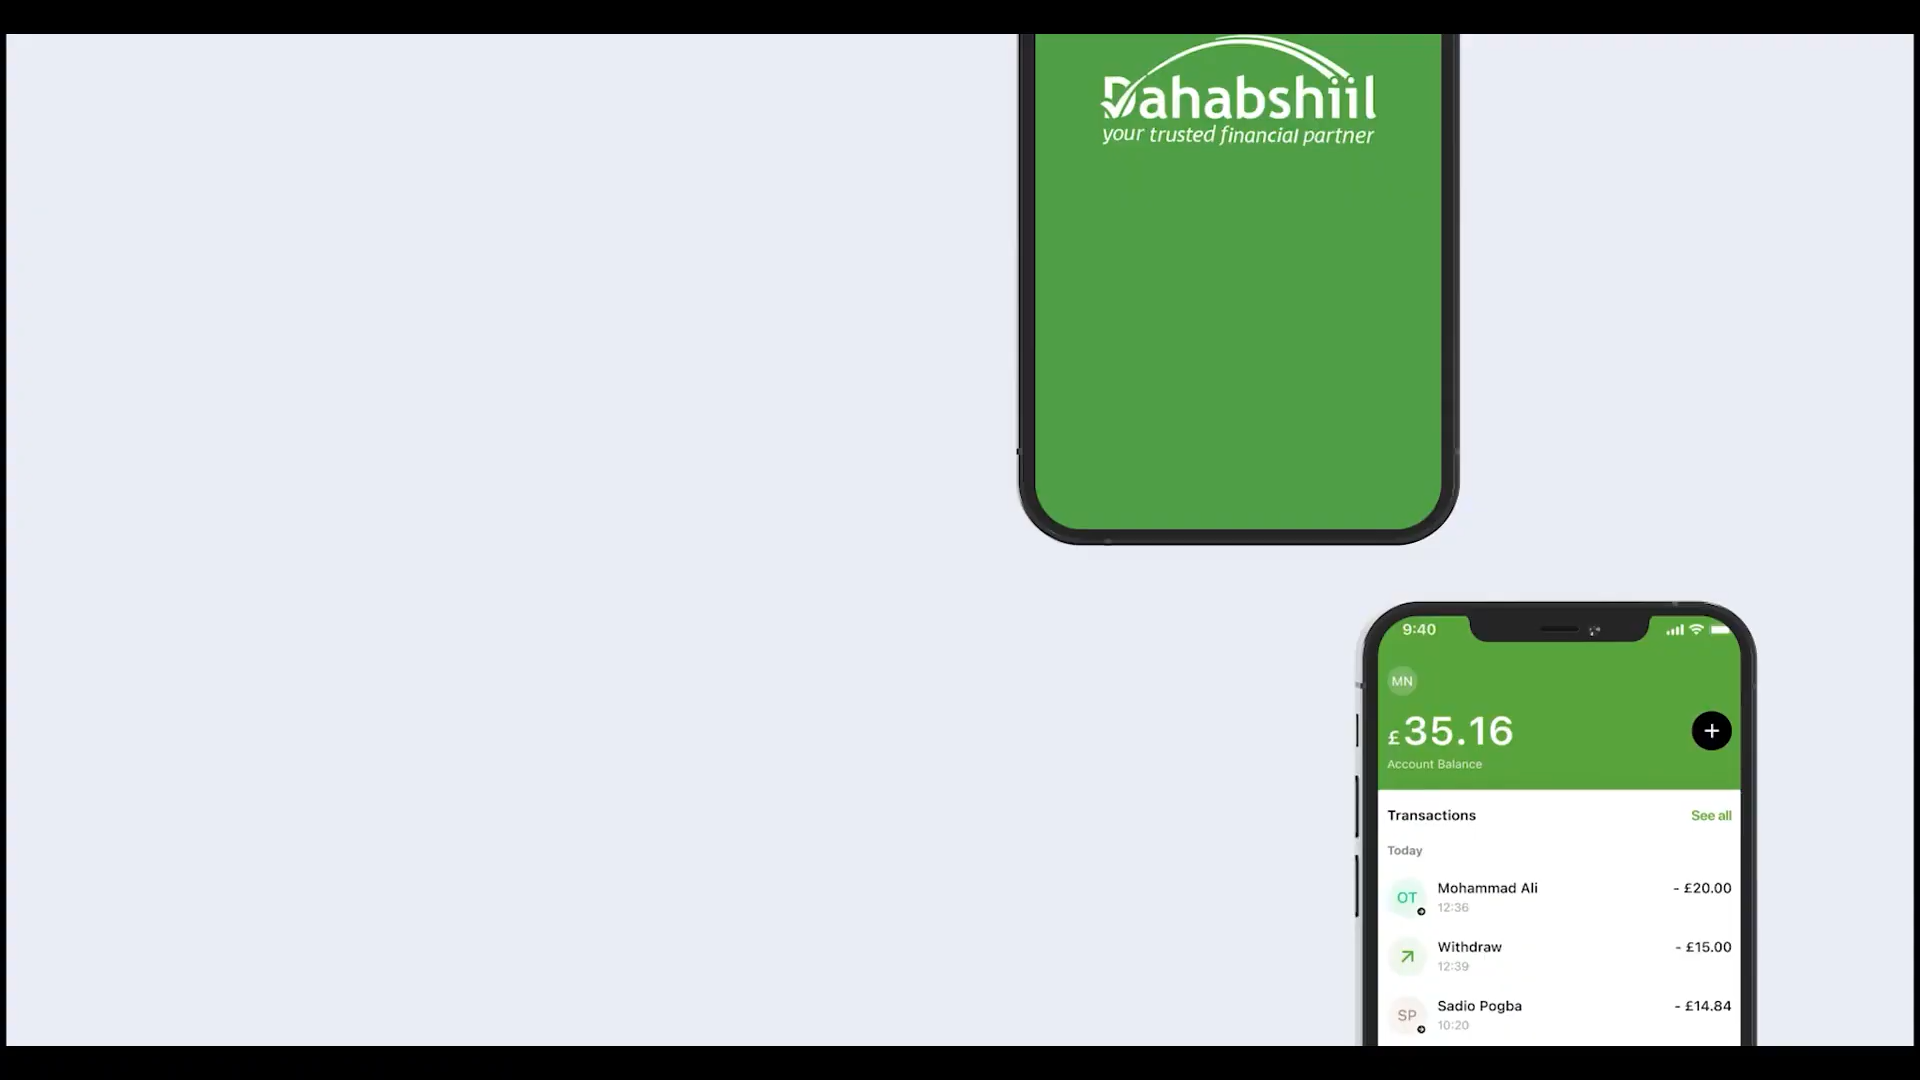 Dahabshiil
your trusted financial partner
9:40
MN
£35.16
+
Account Balance
Transactions
See all
Today
OT
Mohammad Ali
- £20.00
12:36
Withdraw
- £15.00
12:39
SP
Sadio Pogba
- £14.84
10:20